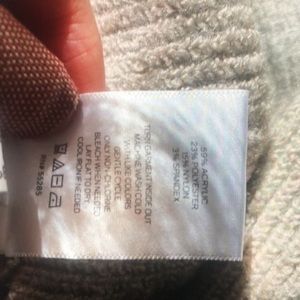 59% ACRYLIC
23% POLYESTER
15% NYLON
3% SPANDEX
TURN GARMENT INSIDE OUT
MACHINE WASH COLD
WITH LIKE COLORS
GENTLE CYCLE
ONLY NON-CHLORINE
BLEACH WHEN NEEDED
LAY FLAT TO DRY
COOL IRON IF NEEDED
RN# 55285